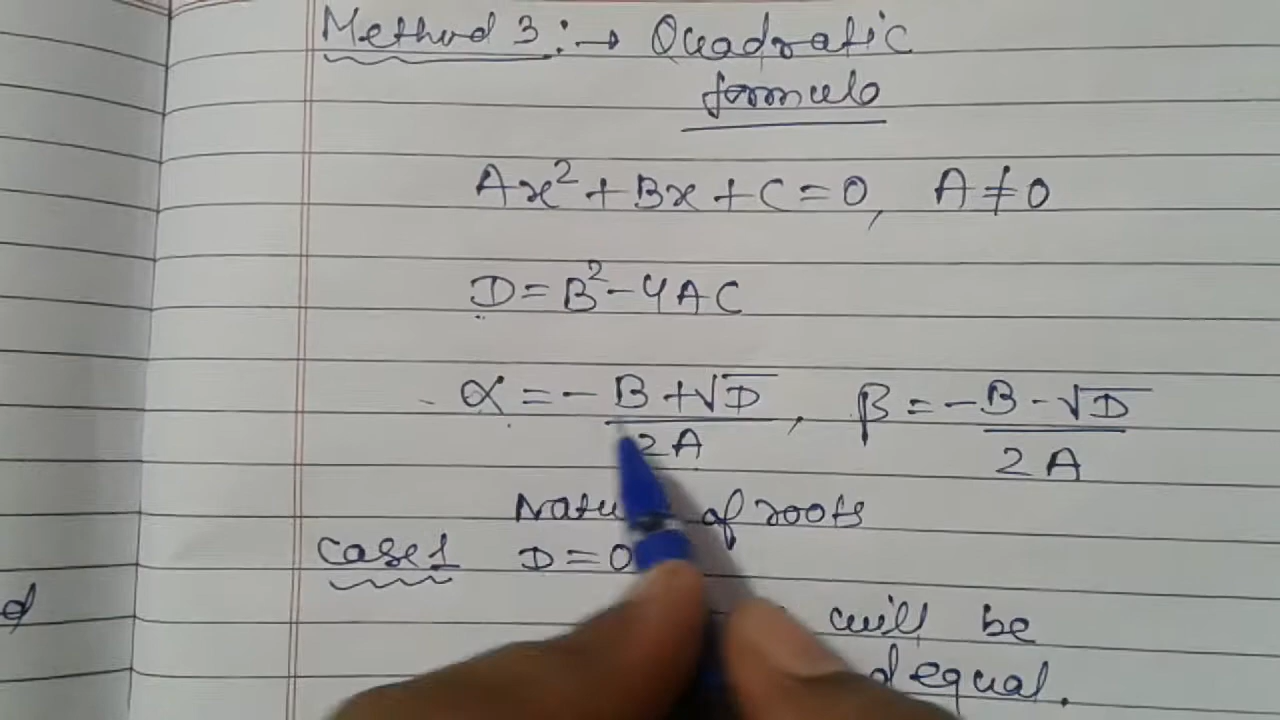 Method 3 :→ Quadratic
formula
Ax² + Bx + C = 0, A ≠ 0
D = B² - 4AC
α = -B + √D / 2A, β = -B - √D / 2A
of roots
Case 1 D = 0
will be
equal.